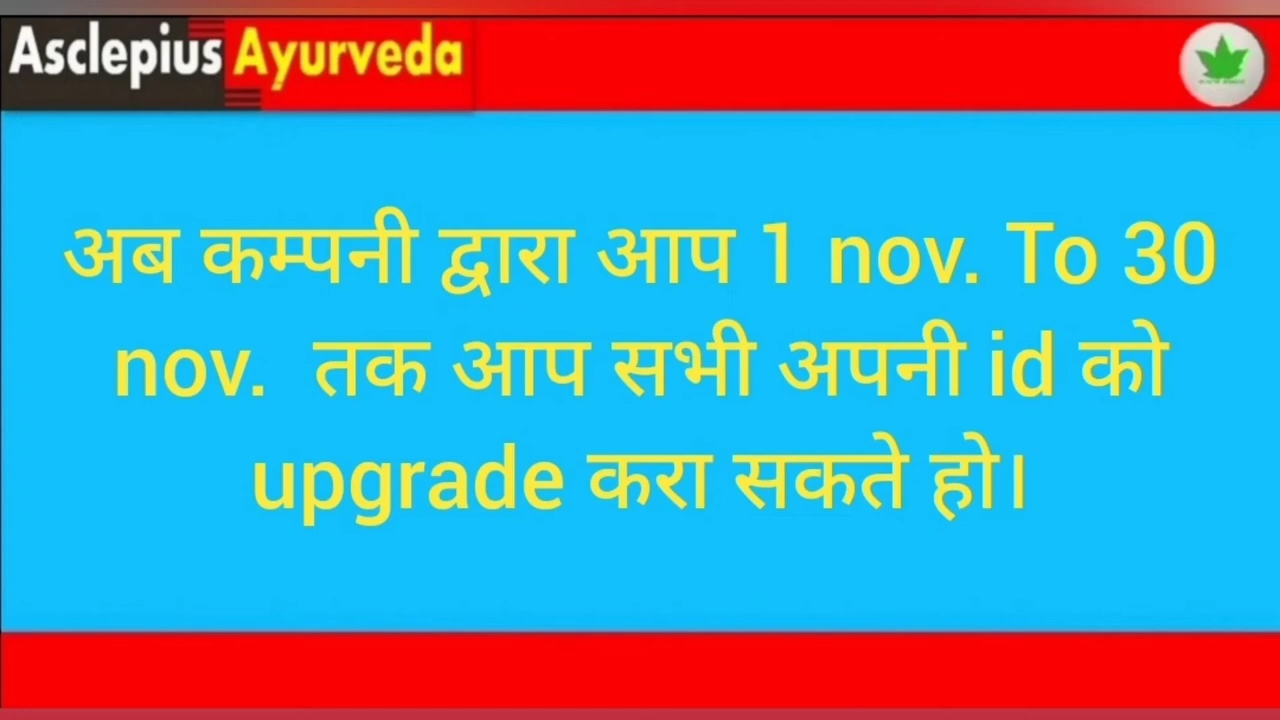 Asclepius Ayurveda
अब कम्पनी द्वारा आप 1 nov. To 30
nov. तक आप सभी अपनी id को
upgrade करा सकते हो।